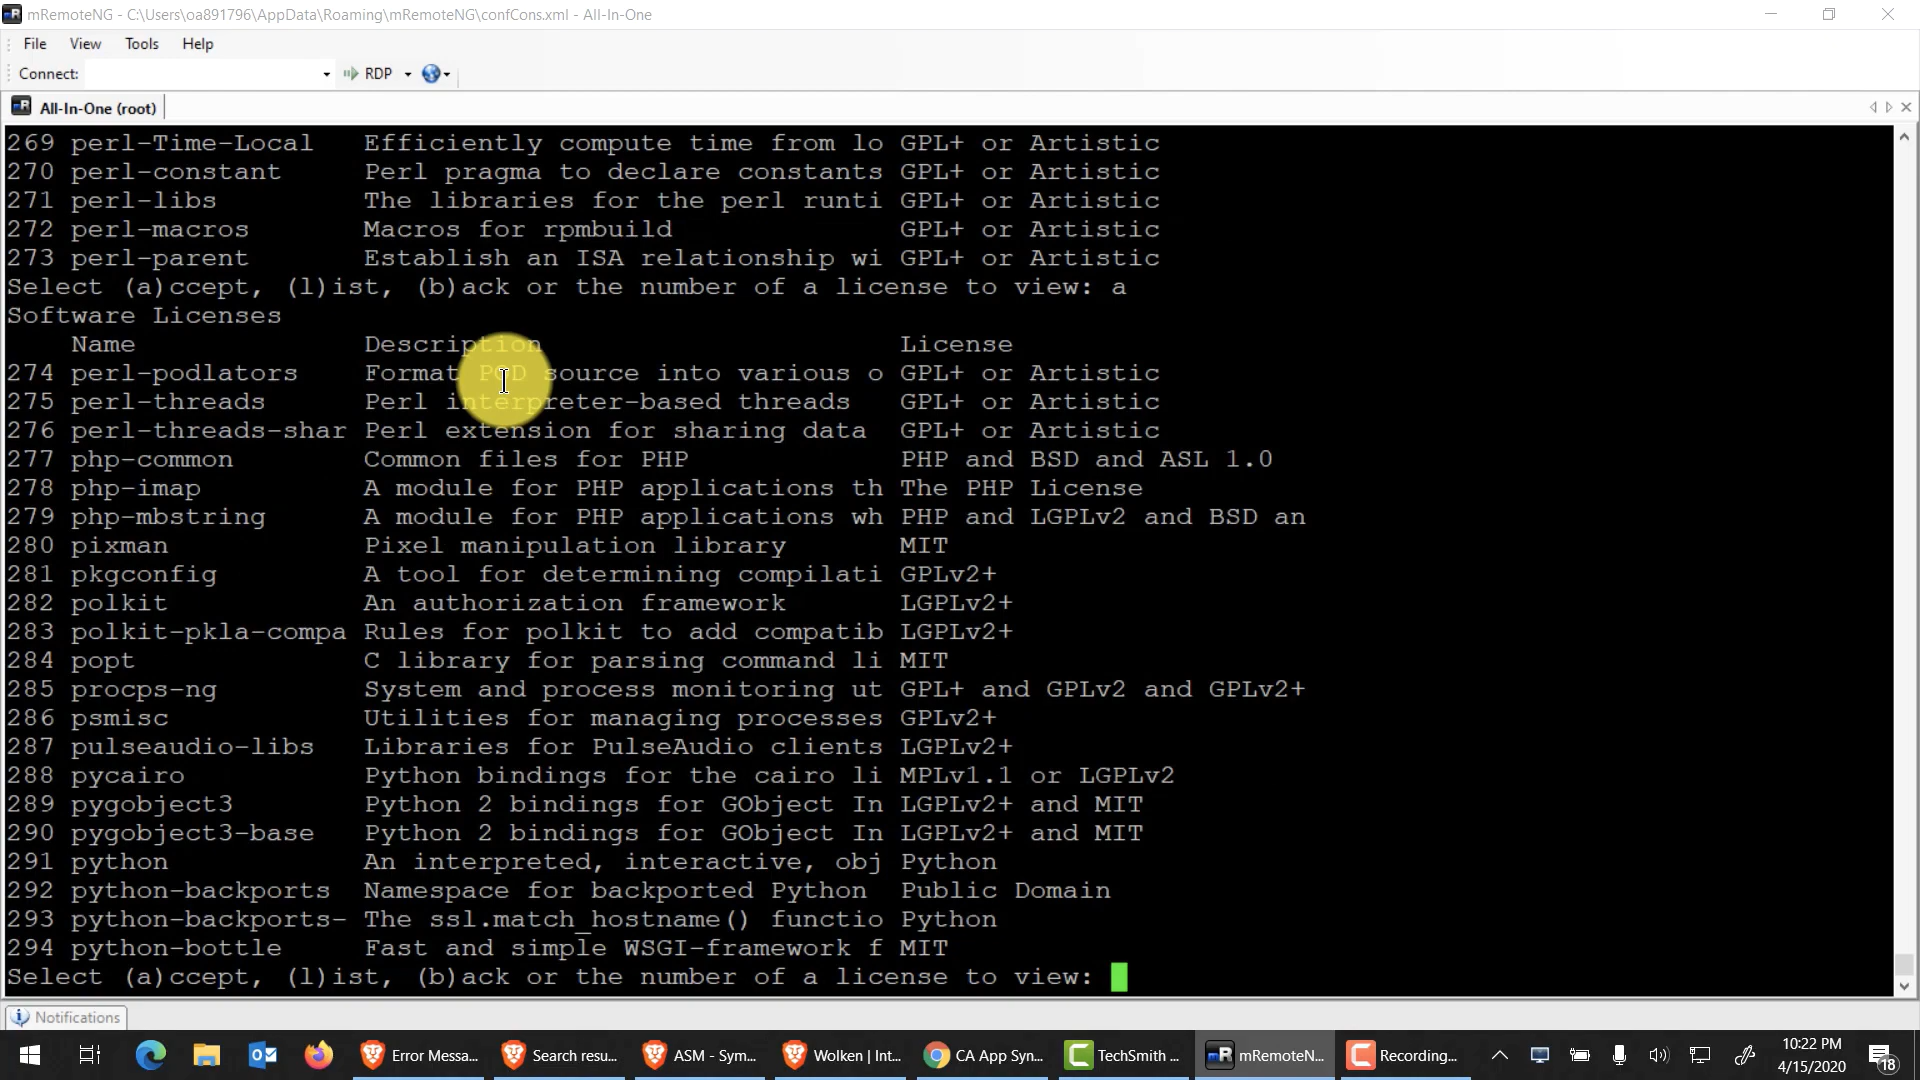 mRemoteNG - C:\Users\oa891796\AppData\Roaming\mRemoteNG\confCons.xml - All-In-One
File View Tools Help
Connect: RDP
All-In-One (root)
269 perl-Time-Local Efficiently compute time from lo GPL+ or Artistic
270 perl-constant Perl pragma to declare constants GPL+ or Artistic
271 perl-libs The libraries for the perl runti GPL+ or Artistic
272 perl-macros Macros for rpmbuild GPL+ or Artistic
273 perl-parent Establish an ISA relationship wi GPL+ or Artistic
Select (a)ccept, (l)ist, (b)ack or the number of a license to view: a
Software Licenses
Name Description License
274 perl-podlators Format POD source into various o GPL+ or Artistic
275 perl-threads Perl interpreter-based threads GPL+ or Artistic
276 perl-threads-shar Perl extension for sharing data GPL+ or Artistic
277 php-common Common files for PHP PHP and BSD and ASL 1.0
278 php-imap A module for PHP applications th The PHP License
279 php-mbstring A module for PHP applications wh PHP and LGPLv2 and BSD an
280 pixman Pixel manipulation library MIT
281 pkgconfig A tool for determining compilati GPLv2+
282 polkit An authorization framework LGPLv2+
283 polkit-pkla-compa Rules for polkit to add compatib LGPLv2+
284 popt C library for parsing command li MIT
285 procps-ng System and process monitoring ut GPL+ and GPLv2 and GPLv2+
286 psmisc Utilities for managing processes GPLv2+
287 pulseaudio-libs Libraries for PulseAudio clients LGPLv2+
288 pycairo Python bindings for the cairo li MPLv1.1 or LGPLv2
289 pygobject3 Python 2 bindings for GObject In LGPLv2+ and MIT
290 pygobject3-base Python 2 bindings for GObject In LGPLv2+ and MIT
291 python An interpreted, interactive, obj Python
292 python-backports Namespace for backported Python Public Domain
293 python-backports- The ssl.match_hostname() functio Python
294 python-bottle Fast and simple WSGI-framework f MIT
Select (a)ccept, (l)ist, (b)ack or the number of a license to view:
Notifications
Error Messa... Search resu... ASM - Sym... Wolken | Int... CA App Syn... TechSmith ... mRemoteN... Recording... 10:22 PM
4/15/2020 18